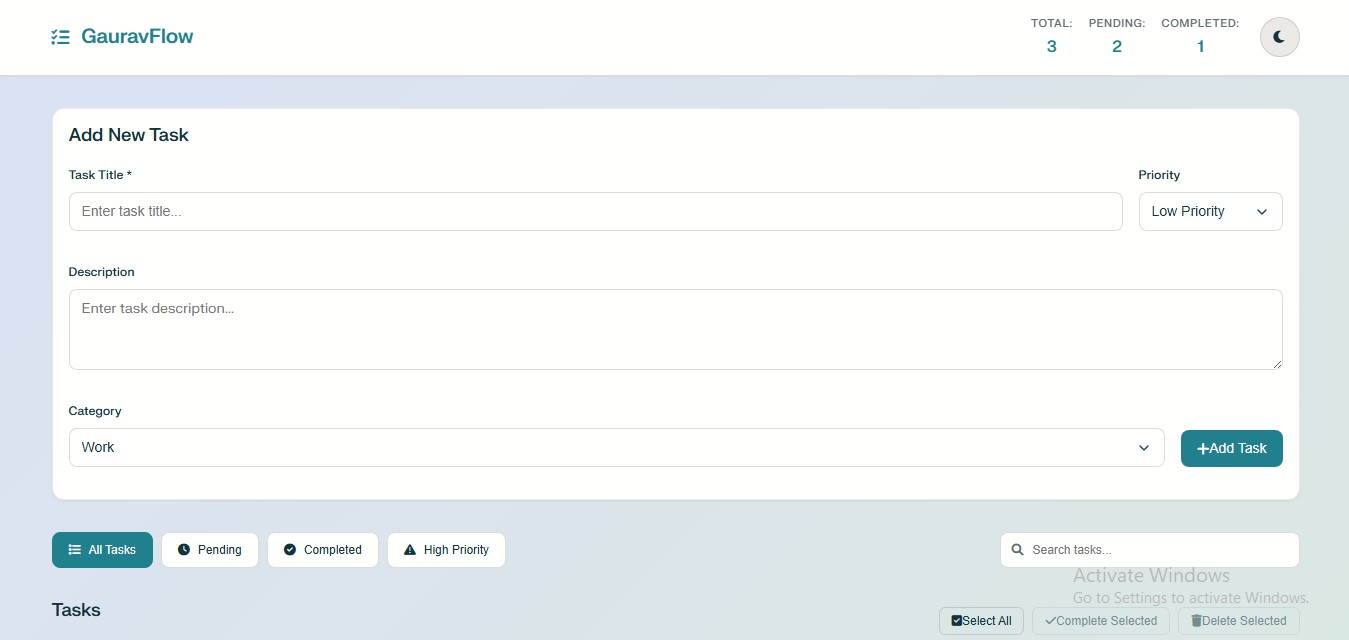 GauravFlow
TOTAL: PENDING: COMPLETED:
3 2 1
Add New Task
Task Title * Priority
Enter task title... Low Priority
Description
Enter task description...
Category
Work +Add Task
All Tasks Pending Completed High Priority Search tasks...
Activate Windows
Go to Settings to activate Windows.
Tasks
Select All Complete Selected Delete Selected